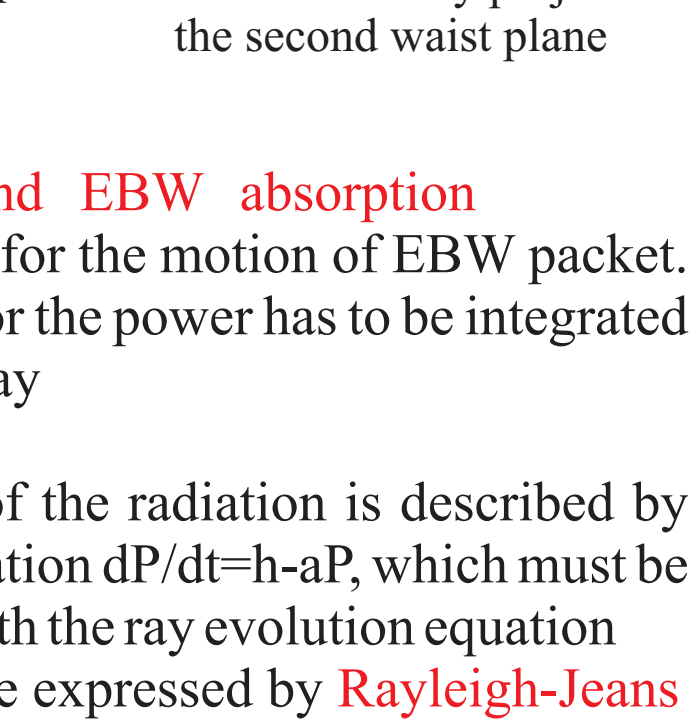 the second waist plane
nd EBW absorption
for the motion of EBW packet.
or the power has to be integrated
ay
of the radiation is described by
ation dP/dt=h-aP, which must be
th the ray evolution equation
e expressed by Rayleigh-Jeans